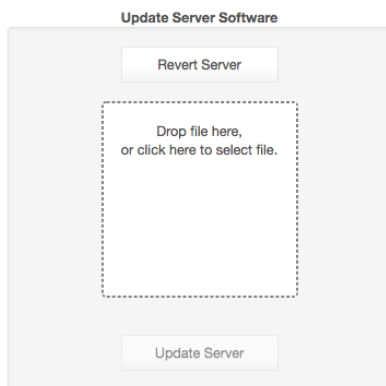 Update Server Software
Revert Server
Drop file here,
or click here to select file.
Update Server